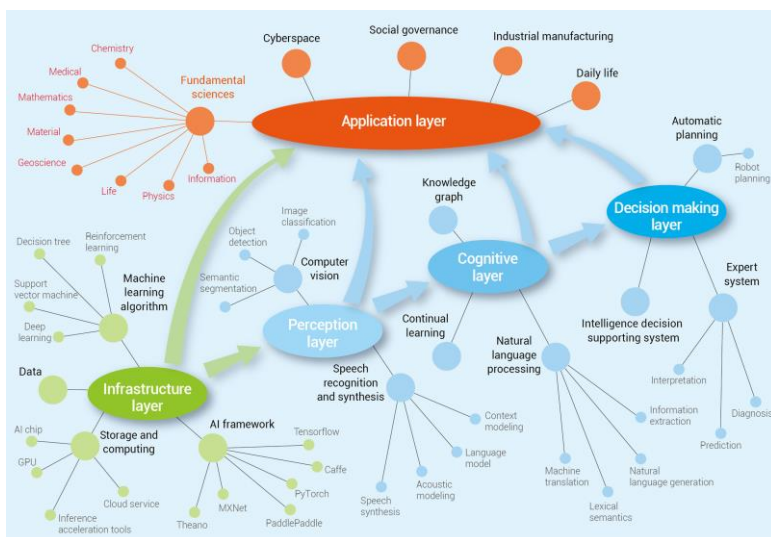 Chemistry
Medical
Mathematics
Material
Geoscience
Life
Physics
Information
Fundamental
sciences
Cyberspace
Social governance
Industrial manufacturing
Daily life
Application layer
Automatic
planning
Robot
planning
Decision making
layer
Intelligence decision
supporting system
Expert
system
Interpretation
Prediction
Diagnosis
Knowledge
graph
Cognitive
layer
Continual
learning
Natural
language
processing
Information
extraction
Natural
language generation
Lexical
semantics
Machine
translation
Image
classification
Object
detection
Semantic
segmentation
Computer
vision
Perception
layer
Speech
recognition
and synthesis
Context
modeling
Language
model
Acoustic
modeling
Speech
synthesis
Reinforcement
learning
Decision tree
Support
vector machine
Deep
learning
Machine
learning
algorithm
Data
Infrastructure
layer
Storage and
computing
AI chip
GPU
Inference
acceleration tools
Cloud service
AI framework
Tensorflow
Caffe
PyTorch
PaddlePaddle
MXNet
Theano